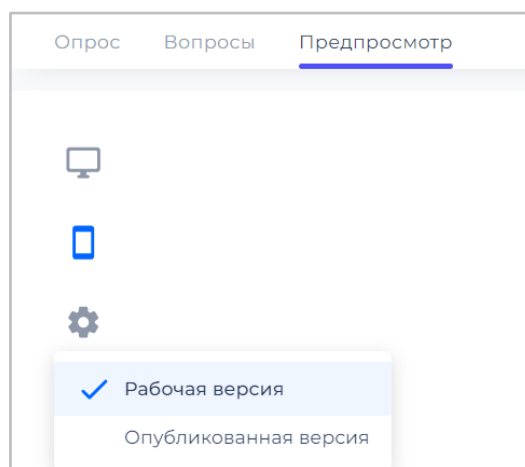 Опрос Вопросы Предпросмотр
Рабочая версия
Опубликованная версия